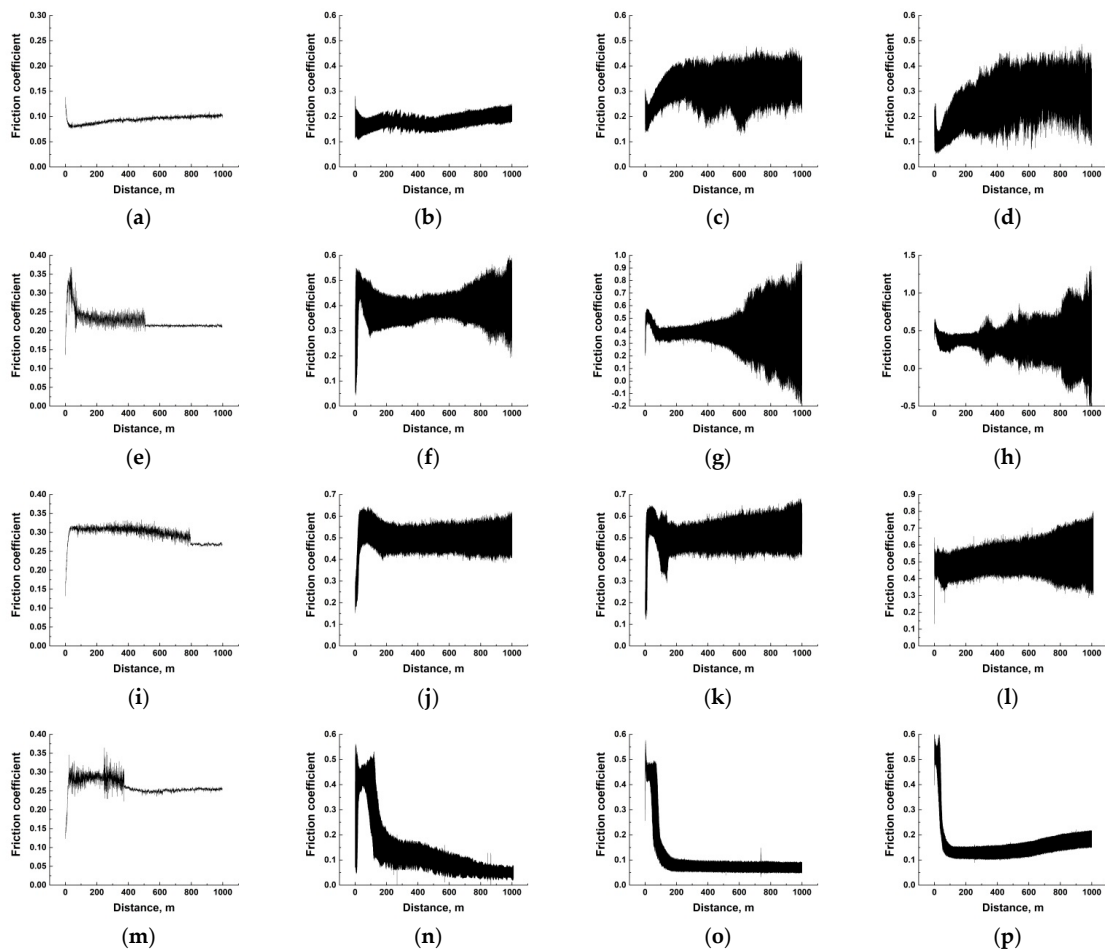 0.30 0.6 0.6 0.6
0.25 0.5 0.5 0.5
0.20 0.4 0.4 0.4
0.15 0.3 0.3 0.3
0.10 0.2 0.2 0.2
0.05 0.1 0.1 0.1
0.00 0.0 0.0 0.0
Friction coefficient Friction coefficient Friction coefficient Friction coefficient
0 200 400 600 800 1000 0 200 400 600 800 1000 0 200 400 600 800 1000 0 200 400 600 800 1000
Distance, m Distance, m Distance, m Distance, m
(a) (b) (c) (d)
0.40 0.6 1.0 1.5
0.35 0.5 0.9 1.0
0.30 0.4 0.8 0.5
0.25 0.3 0.7 0.0
0.20 0.2 0.6 -0.5
0.15 0.1 0.5
0.10 0.0 0.4
0.05 0.3
0.00 0.2
0.1
0.0
-0.1
-0.2
Friction coefficient Friction coefficient Friction coefficient Friction coefficient
0 200 400 600 800 1000 0 200 400 600 800 1000 0 200 400 600 800 1000 0 200 400 600 800 1000
Distance, m Distance, m Distance, m Distance, m
(e) (f) (g) (h)
0.40 0.7 0.7 0.9
0.35 0.6 0.6 0.8
0.30 0.5 0.5 0.7
0.25 0.4 0.4 0.6
0.20 0.3 0.3 0.5
0.15 0.2 0.2 0.4
0.10 0.1 0.1 0.3
0.05 0.0 0.0 0.2
0.00 0.1
0.0
Friction coefficient Friction coefficient Friction coefficient Friction coefficient
0 200 400 600 800 1000 0 200 400 600 800 1000 0 200 400 600 800 1000 0 200 400 600 800 1000
Distance, m Distance, m Distance, m Distance, m
(i) (j) (k) (l)
0.40 0.6 0.6 0.6
0.35 0.5 0.5 0.5
0.30 0.4 0.4 0.4
0.25 0.3 0.3 0.3
0.20 0.2 0.2 0.2
0.15 0.1 0.1 0.1
0.10 0.0 0.0 0.0
0.05
0.00
Friction coefficient Friction coefficient Friction coefficient Friction coefficient
0 200 400 600 800 1000 0 200 400 600 800 1000 0 200 400 600 800 1000 0 200 400 600 800 1000
Distance, m Distance, m Distance, m Distance, m
(m) (n) (o) (p)